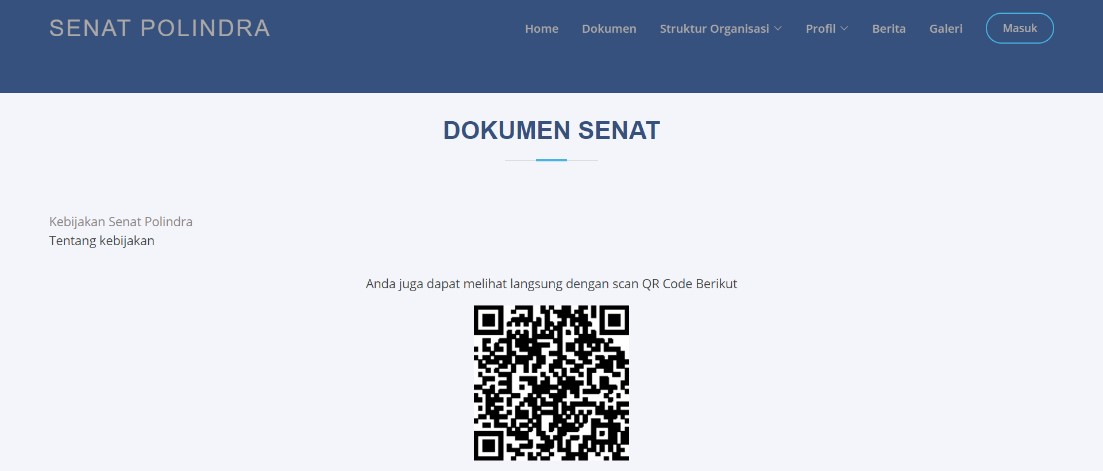 SENAT POLINDRA
Home Dokumen Struktur Organisasi Profil Berita Galeri Masuk
DOKUMEN SENAT
Kebijakan Senat Polindra
Tentang kebijakan
Anda juga dapat melihat langsung dengan scan QR Code Berikut